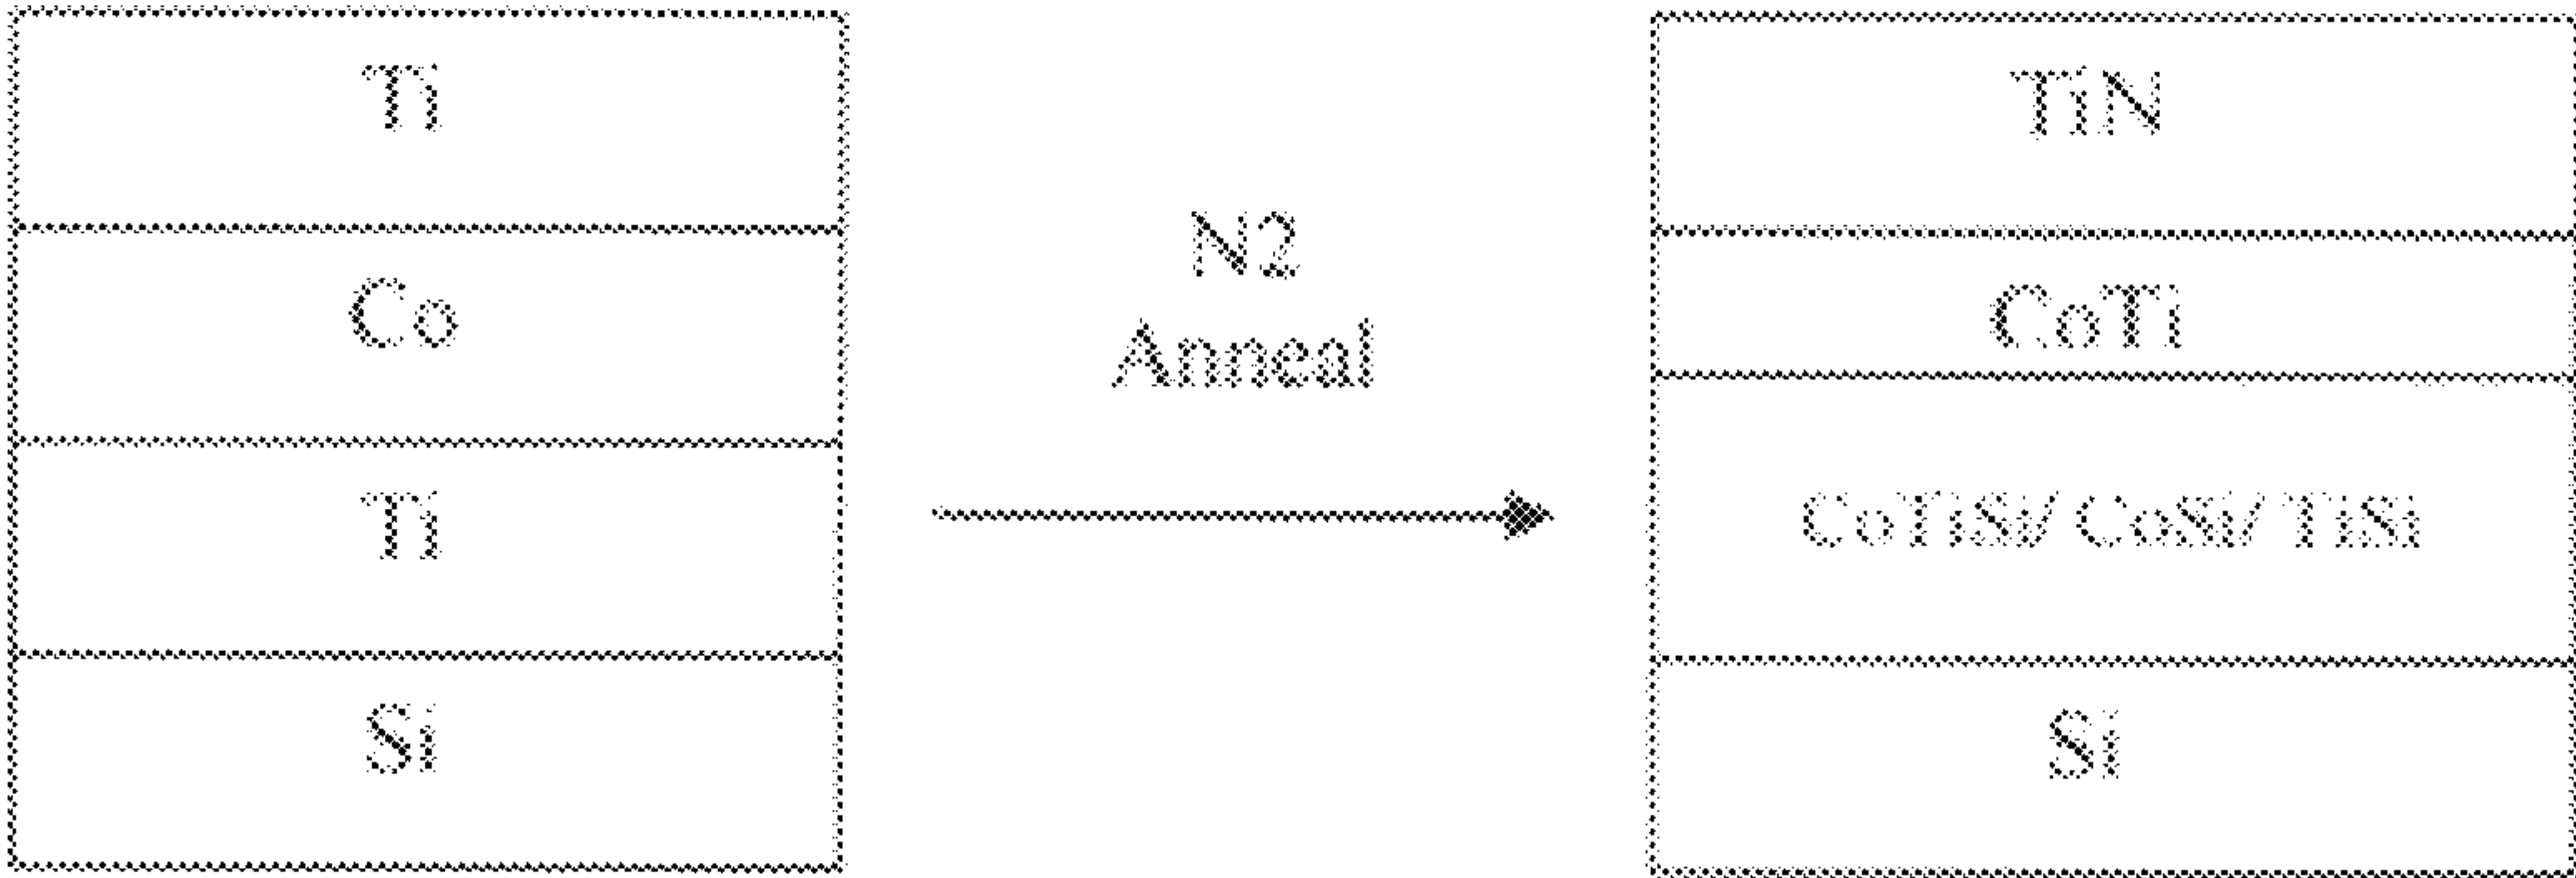 Ti
Co
Ti
Si
N2
Anneal
TiN
CoTi
CoTiSi/ CoSi/ TiSi
Si